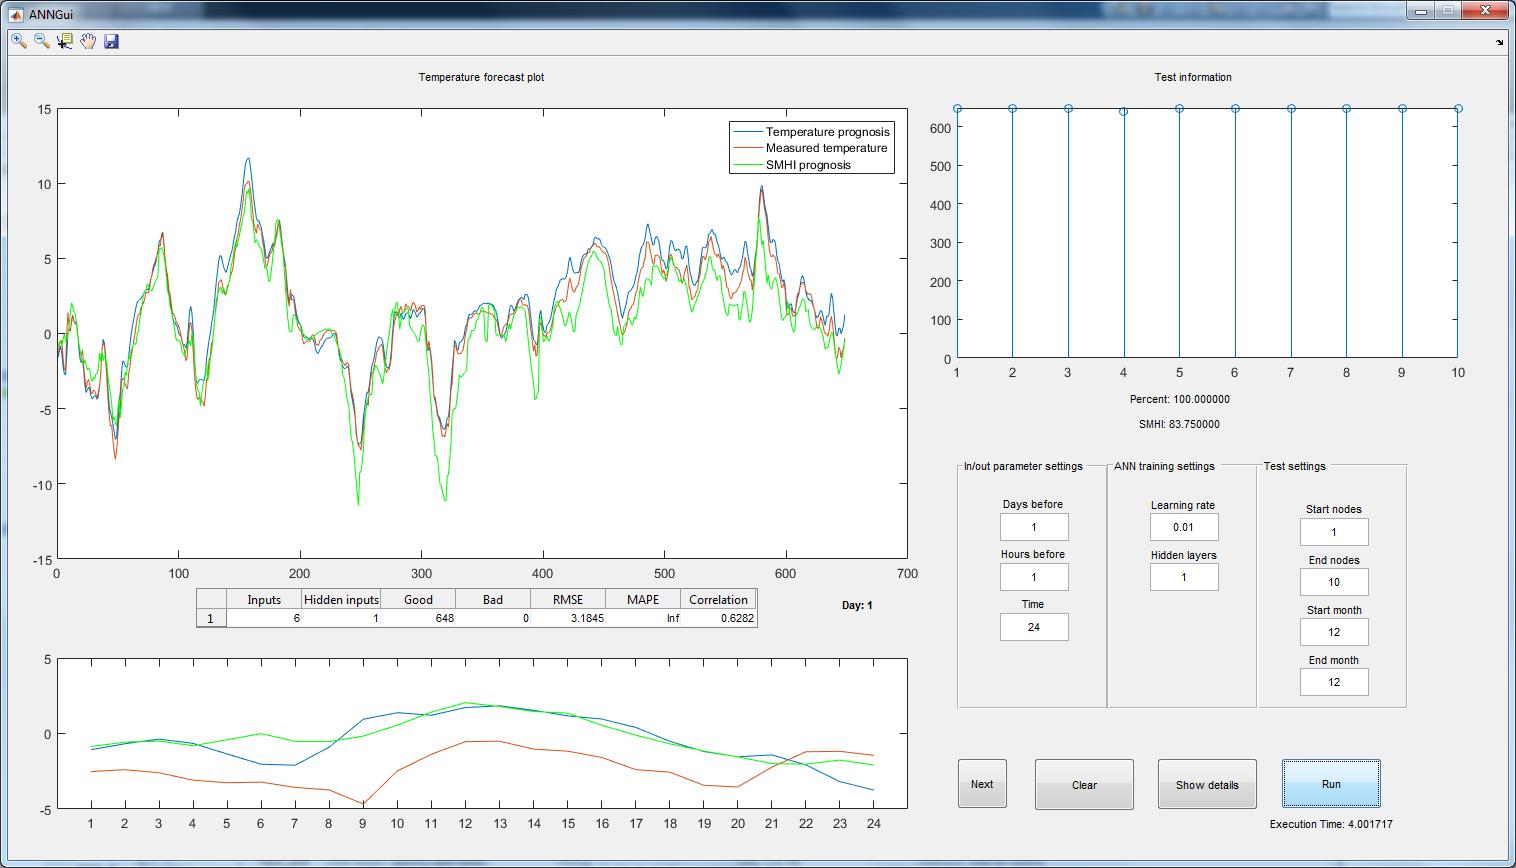 ANNGui
Temperature forecast plot
15
10
5
0
-5
-10
-15
0 100 200 300 400 500 600 700
Temperature prognosis
Measured temperature
SMHI prognosis
Inputs Hidden inputs Good Bad RMSE MAPE Correlation
1 6 1 648 0 3.1845 Inf 0.6282
Day: 1
5
0
-5
1 2 3 4 5 6 7 8 9 10 11 12 13 14 15 16 17 18 19 20 21 22 23 24
Test information
600
500
400
300
200
100
0
1 2 3 4 5 6 7 8 9 10
Percent: 100.000000
SMHI: 83.750000
In/out parameter settings
Days before
1
Hours before
1
Time
24
ANN training settings
Learning rate
0.01
Hidden layers
1
Test settings
Start nodes
1
End nodes
10
Start month
12
End month
12
Next
Clear
Show details
Run
Execution Time: 4.001717